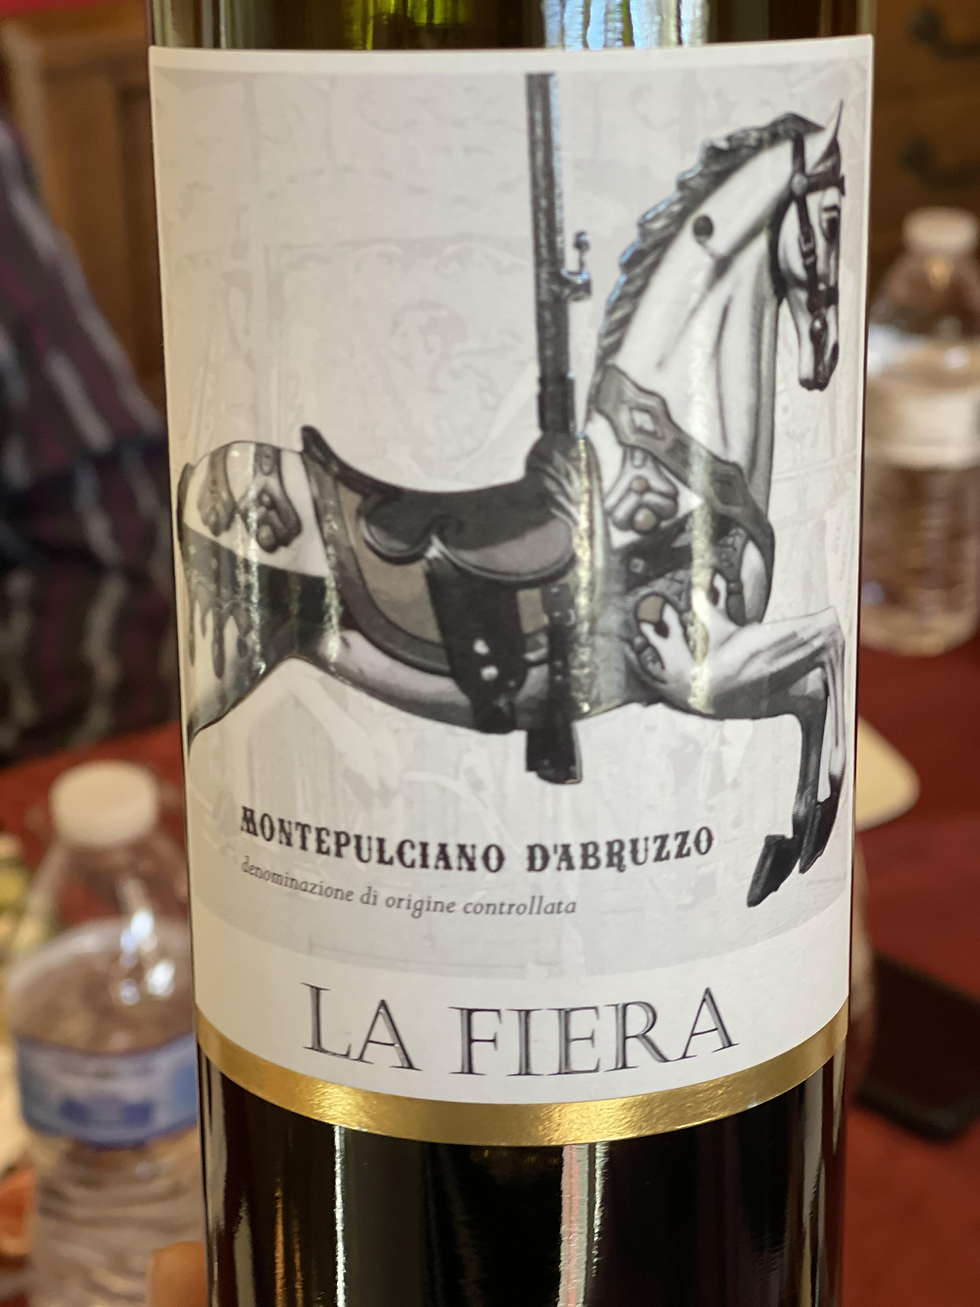 MONTEPULCIANO D'ABRUZZO
denominazione di origine controllata
LA FIERA